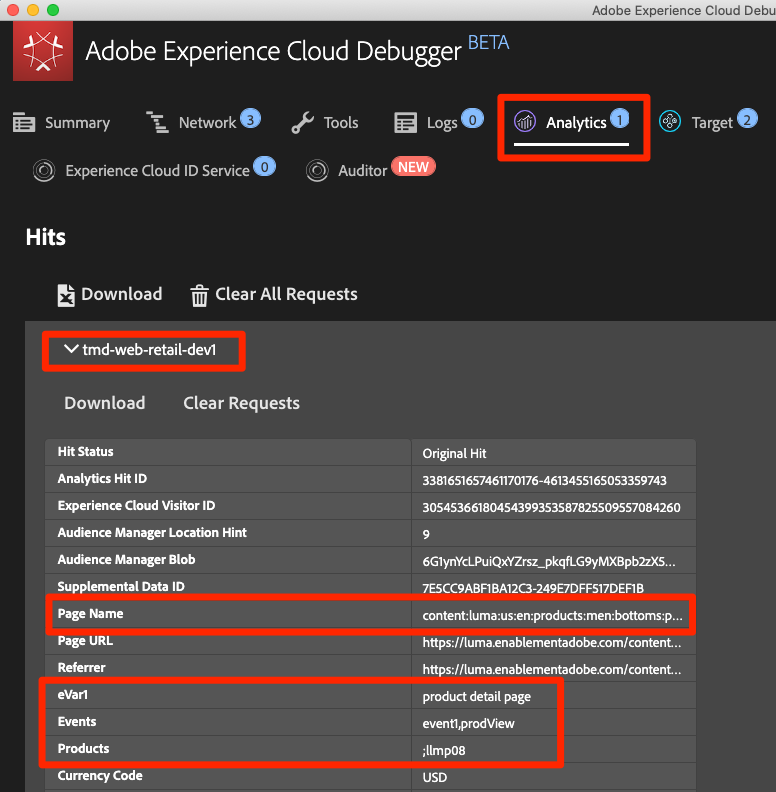 Adobe Experience Cloud Debu
Adobe Experience Cloud Debugger BETA
Summary Network 3 Tools Logs 0 Analytics 1 Target 2
Experience Cloud ID Service 0 Auditor NEW
Hits
Download Clear All Requests
tmd-web-retail-dev1
Download Clear Requests
Hit Status Original Hit
Analytics Hit ID 3381651657461170176-4613455165053359743
Experience Cloud Visitor ID 30545366180454399353587825509557084260
Audience Manager Location Hint 9
Audience Manager Blob 6G1ynYcLPuiQxYZrsz_pkqfLG9yMXBpb2zX5...
Supplemental Data ID 7E5CC9ABF1BA12C3-249E7DFF517DEF1B
Page Name content:luma:us:en:products:men:bottoms:p...
Page URL https://luma.enablementadobe.com/content...
Referrer https://luma.enablementadobe.com/content...
eVar1 product detail page
Events event1,prodView
Products ;llmp08
Currency Code USD